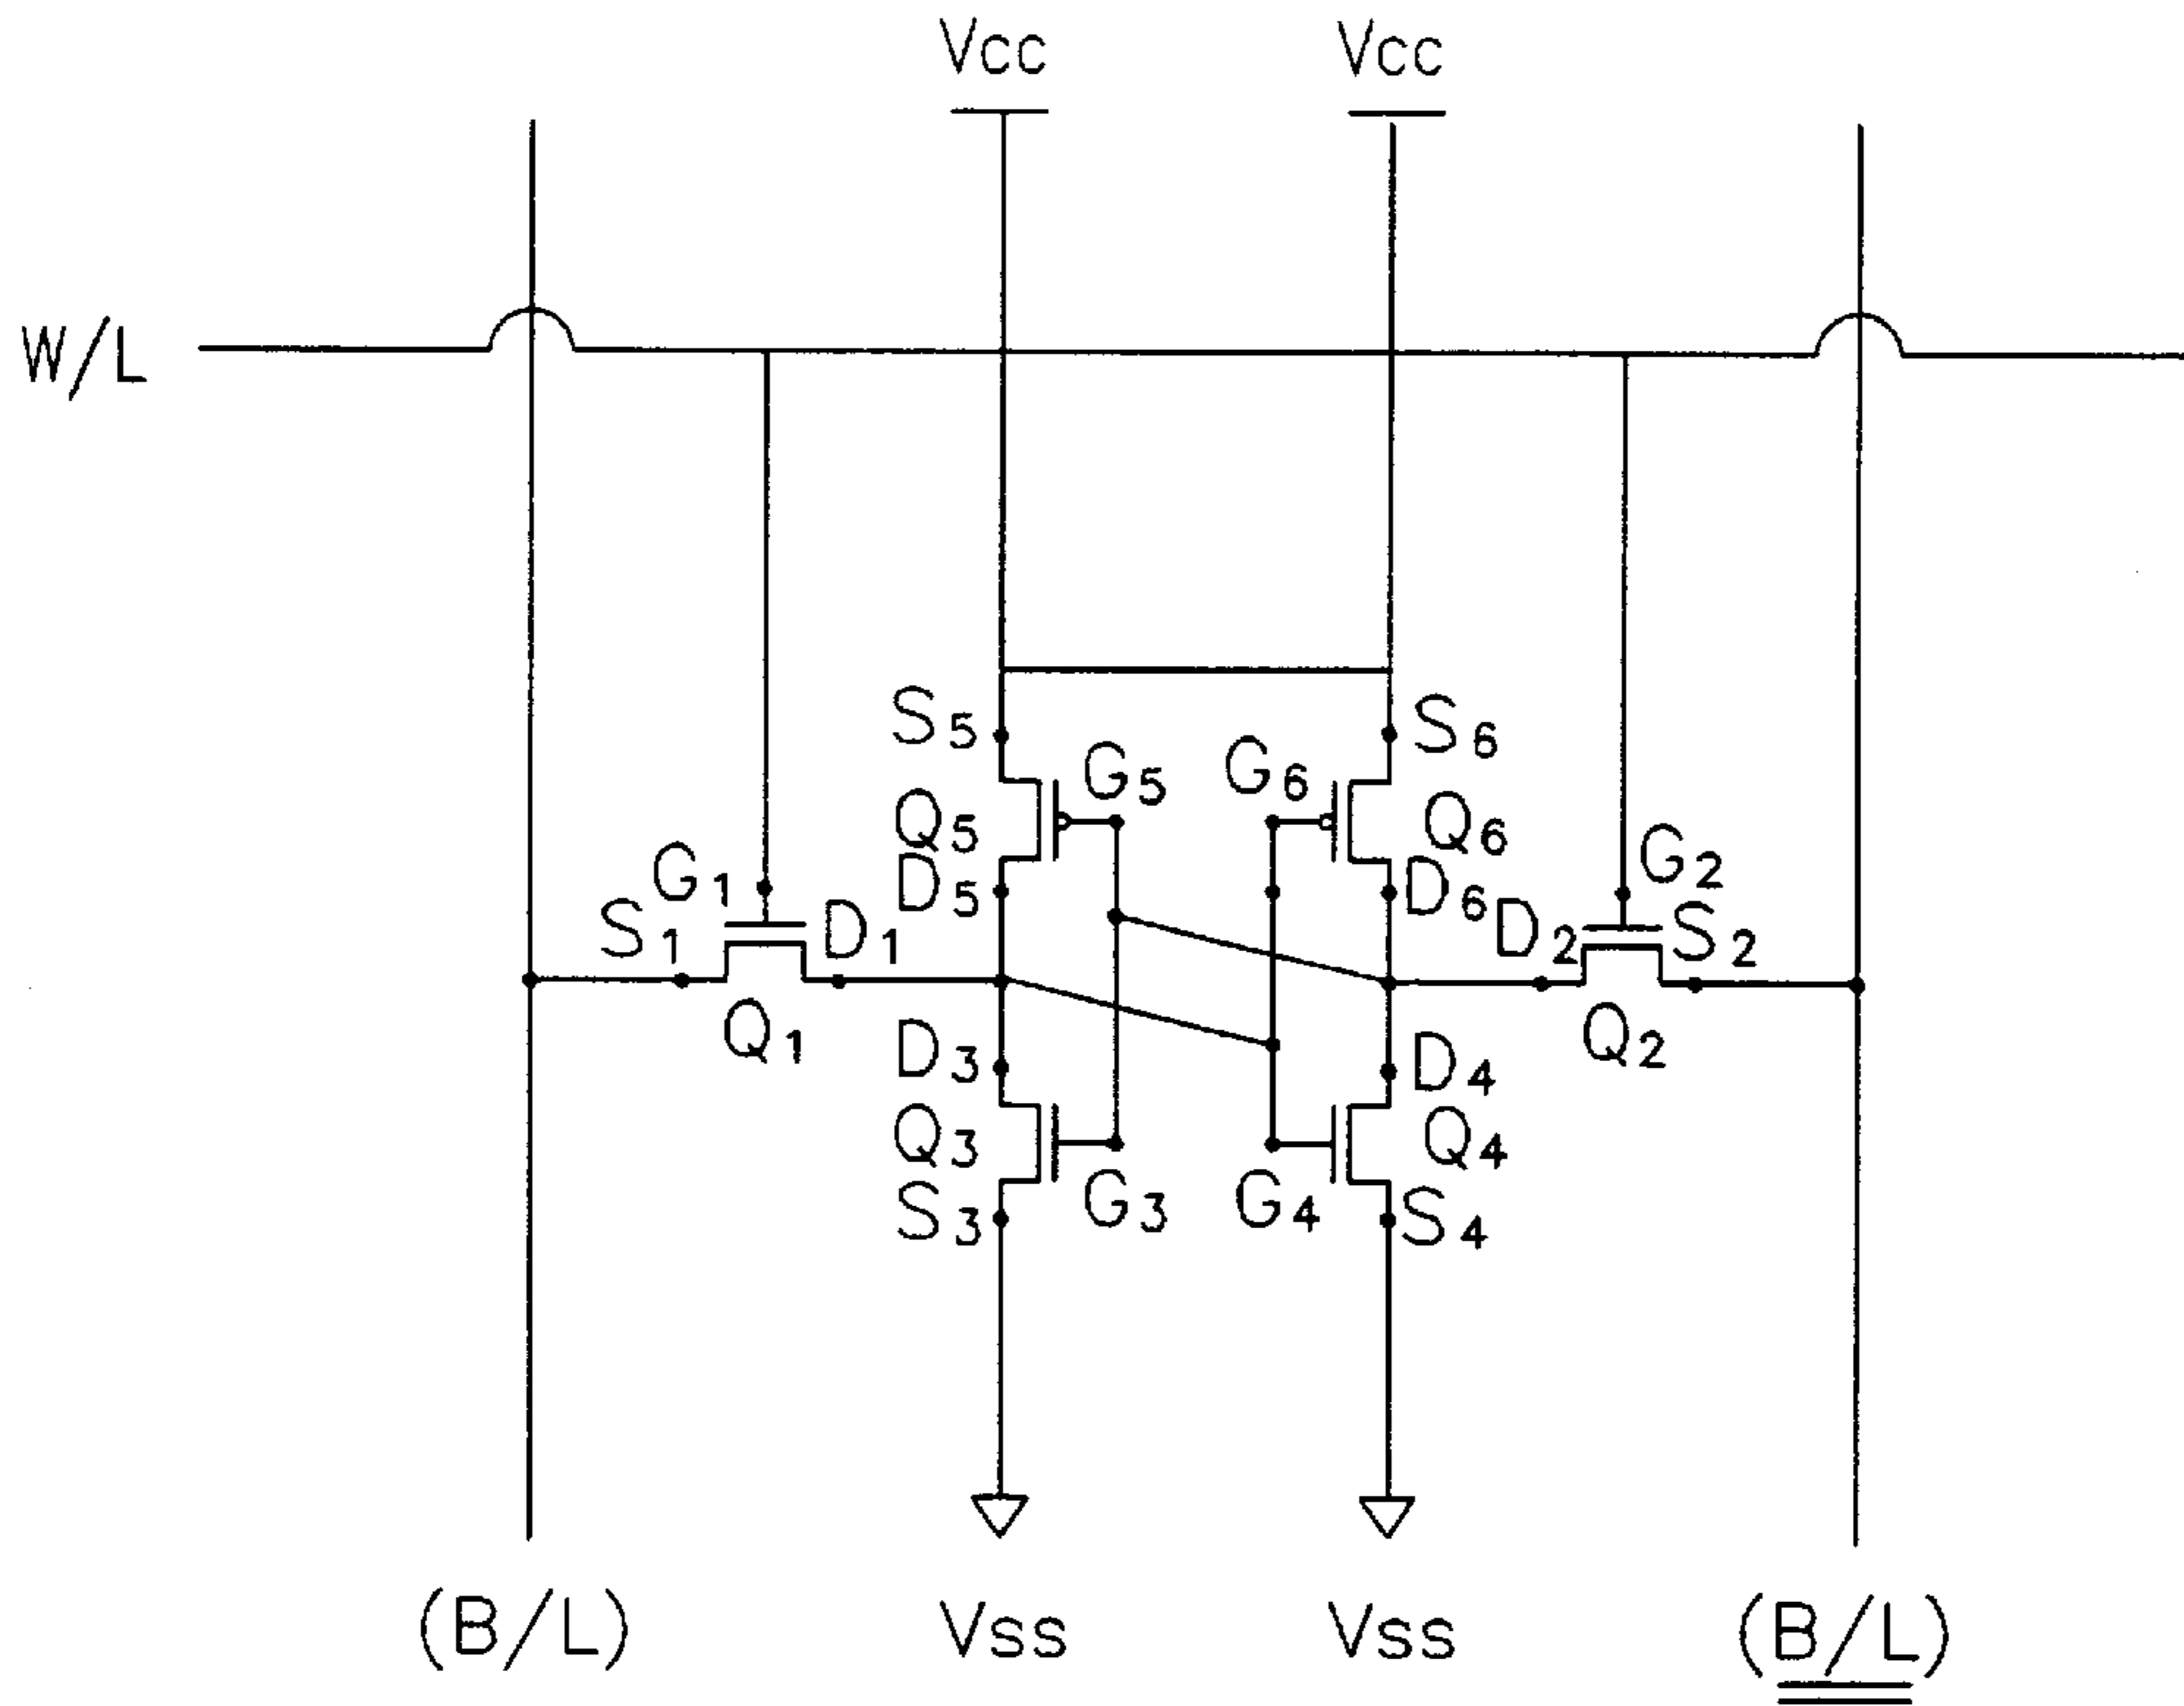 Vcc Vcc
W/L
S5 S6
G5 G6
Q5 Q6
G1 D5 D6 G2
S1 D1 D2 S2
Q1 D3 D4 Q2
Q3 Q4
S3 G3 G4 S4
(B/L) Vss Vss (B/L)